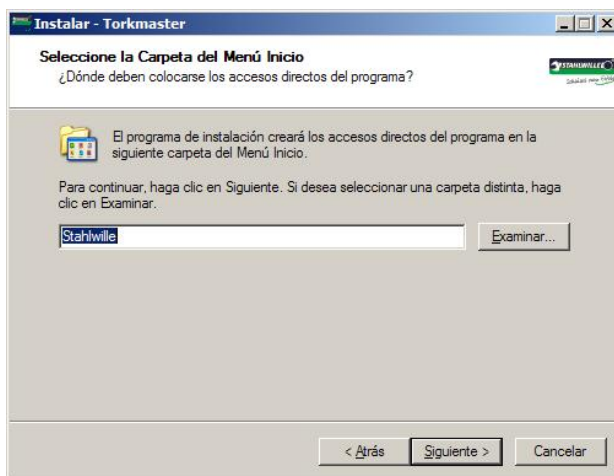 Instalar - Torkmaster
Seleccione la Carpeta del Menú Inicio
¿Dónde deben colocarse los accesos directos del programa?
STAHLWILLE
El programa de instalación creará los accesos directos del programa en la
siguiente carpeta del Menú Inicio.
Para continuar, haga clic en Siguiente. Si desea seleccionar una carpeta distinta, haga
clic en Examinar.
Stahlwille
Examinar...
< Atrás
Siguiente >
Cancelar